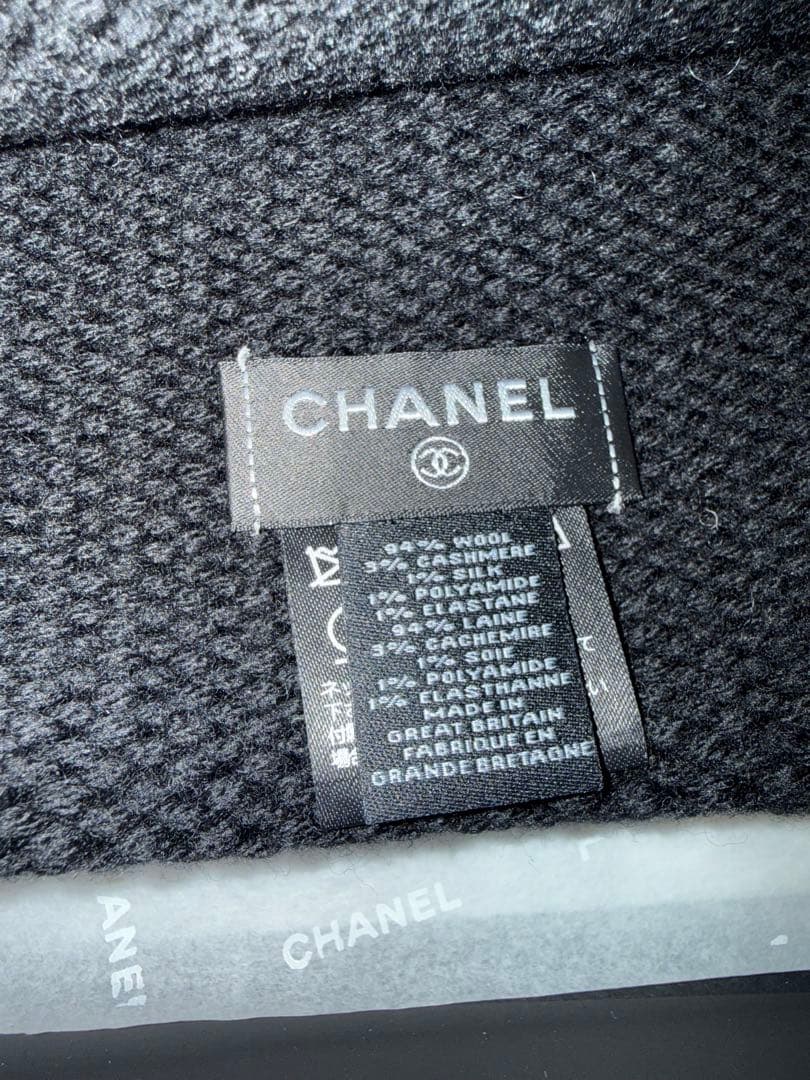 CHANEL
94% WOOL
3% CASHMERE
1% SILK
1% POLYAMIDE
1% ELASTANE
94% LAINE
3% CACHEMIRE
1% SOIE
1% POLYAMIDE
1% ELASTHANNE
MADE IN
GREAT BRITAIN
FABRIQUE EN
GRANDE BRETAGNE
CHANEL
ANE